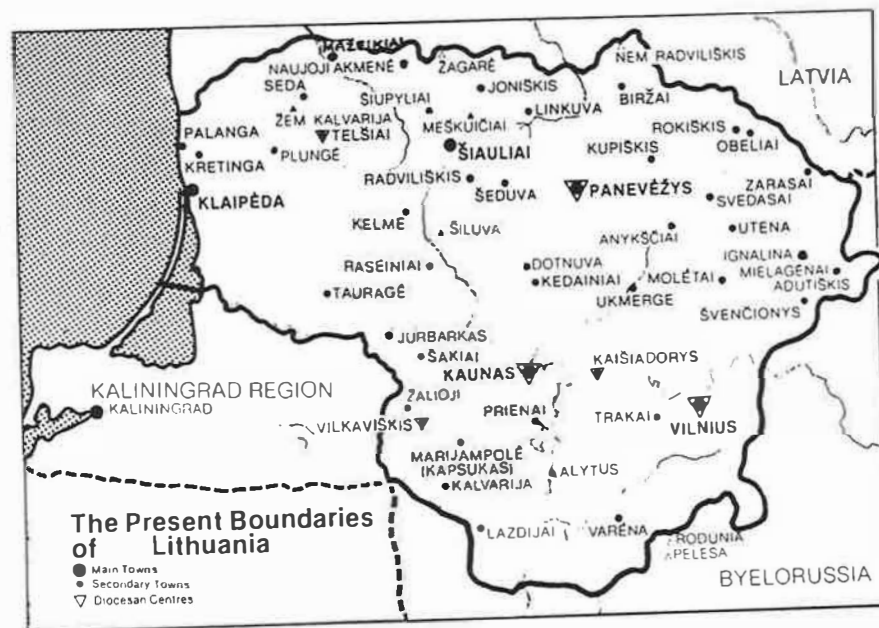 MAŽEIKIAI
NAUJOJI AKMENĖ
ŽAGARĖ
NEM RADVILIŠKIS
LATVIA
SEDA
JONIŠKIS
BIRŽAI
ŠIUPYLIAI
LINKUVA
ŽEM KALVARIJA
MEŠKUIČIAI
ROKIŠKIS
PALANGA
TELŠIAI
OBELIAI
KRETINGA
PLUNGĖ
ŠIAULIAI
KUPIŠKIS
RADVILIŠKIS
ZARASAI
KLAIPĖDA
ŠEDUVA
PANEVĖŽYS
SVEDASAI
KELMĖ
ŠILUVA
ANYKŠČIAI
UTENA
IGNALINA
RASEINIAI
DOTNUVA
MIELAGĖNAI
KEDAINIAI
MOLĖTAI
ADUTIŠKIS
TAURAGĖ
UKMERGE
ŠVENČIONYS
JURBARKAS
ŠAKIAI
KAUNAS
KAIŠIADORYS
KALININGRAD REGION
KALININGRAD
ŽALIOJI
PRIENAI
TRAKAI
VILNIUS
VILKAVIŠKIS
MARIJAMPOLĖ
(KAPSUKAS)
ALYTUS
KALVARIJA
The Present Boundaries
of Lithuania
LAZDIJAI
VARĖNA
RODUNIA
PELESA
Main Towns
Secondary Towns
Diocesan Centres
BYELORUSSIA